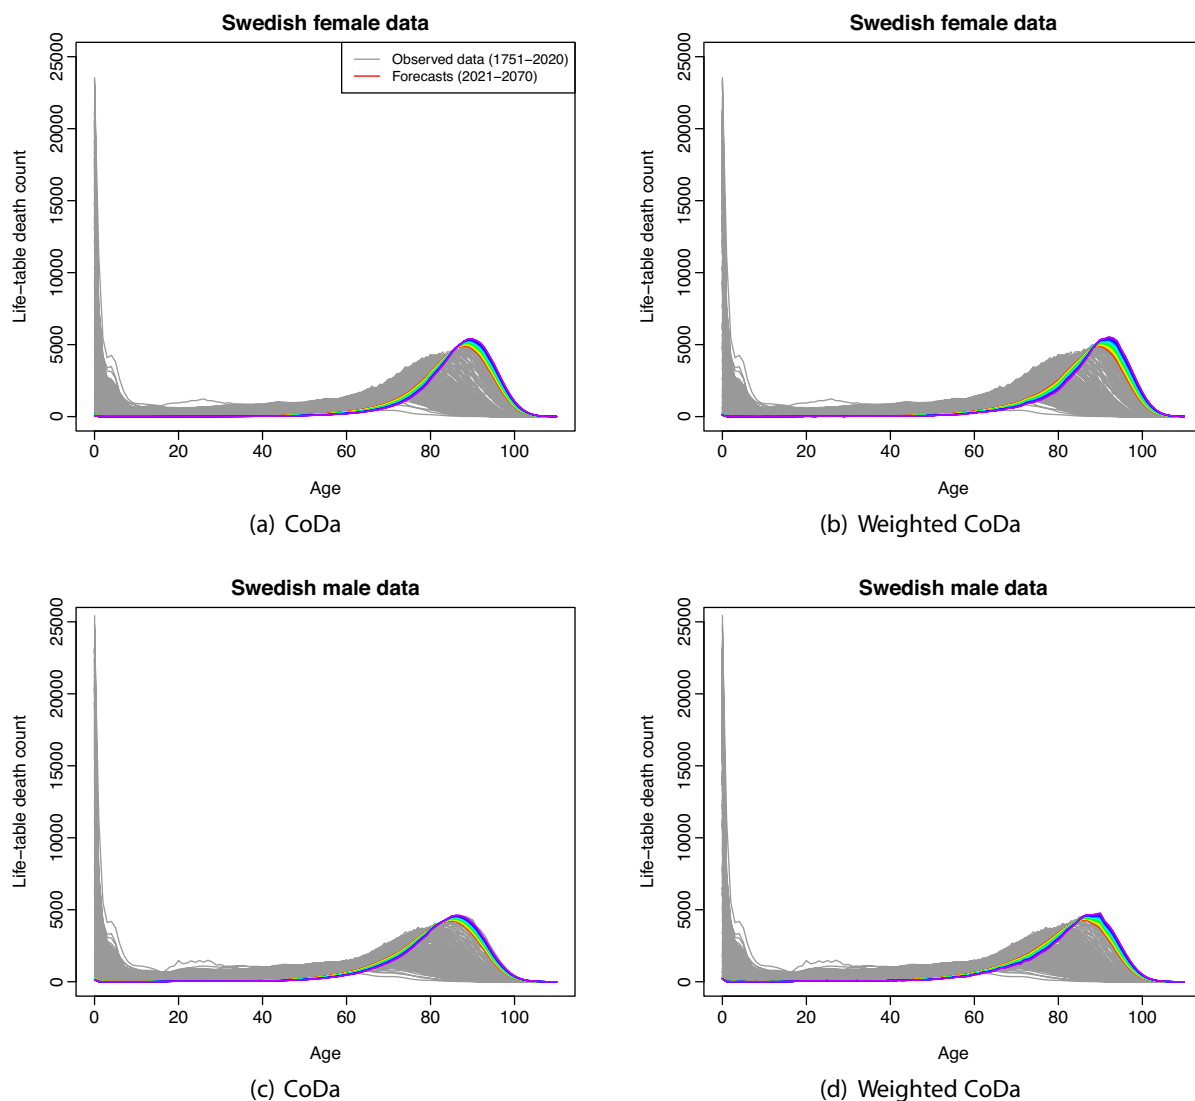 Swedish female data
Observed data (1751−2020)
Forecasts (2021−2070)
Life−table death count
0 5000 10000 15000 20000 25000
0 20 40 60 80 100
Age
(a) CoDa
Swedish female data
Life−table death count
0 5000 10000 15000 20000 25000
0 20 40 60 80 100
Age
(b) Weighted CoDa
Swedish male data
Life−table death count
0 5000 10000 15000 20000 25000
0 20 40 60 80 100
Age
(c) CoDa
Swedish male data
Life−table death count
0 5000 10000 15000 20000 25000
0 20 40 60 80 100
Age
(d) Weighted CoDa